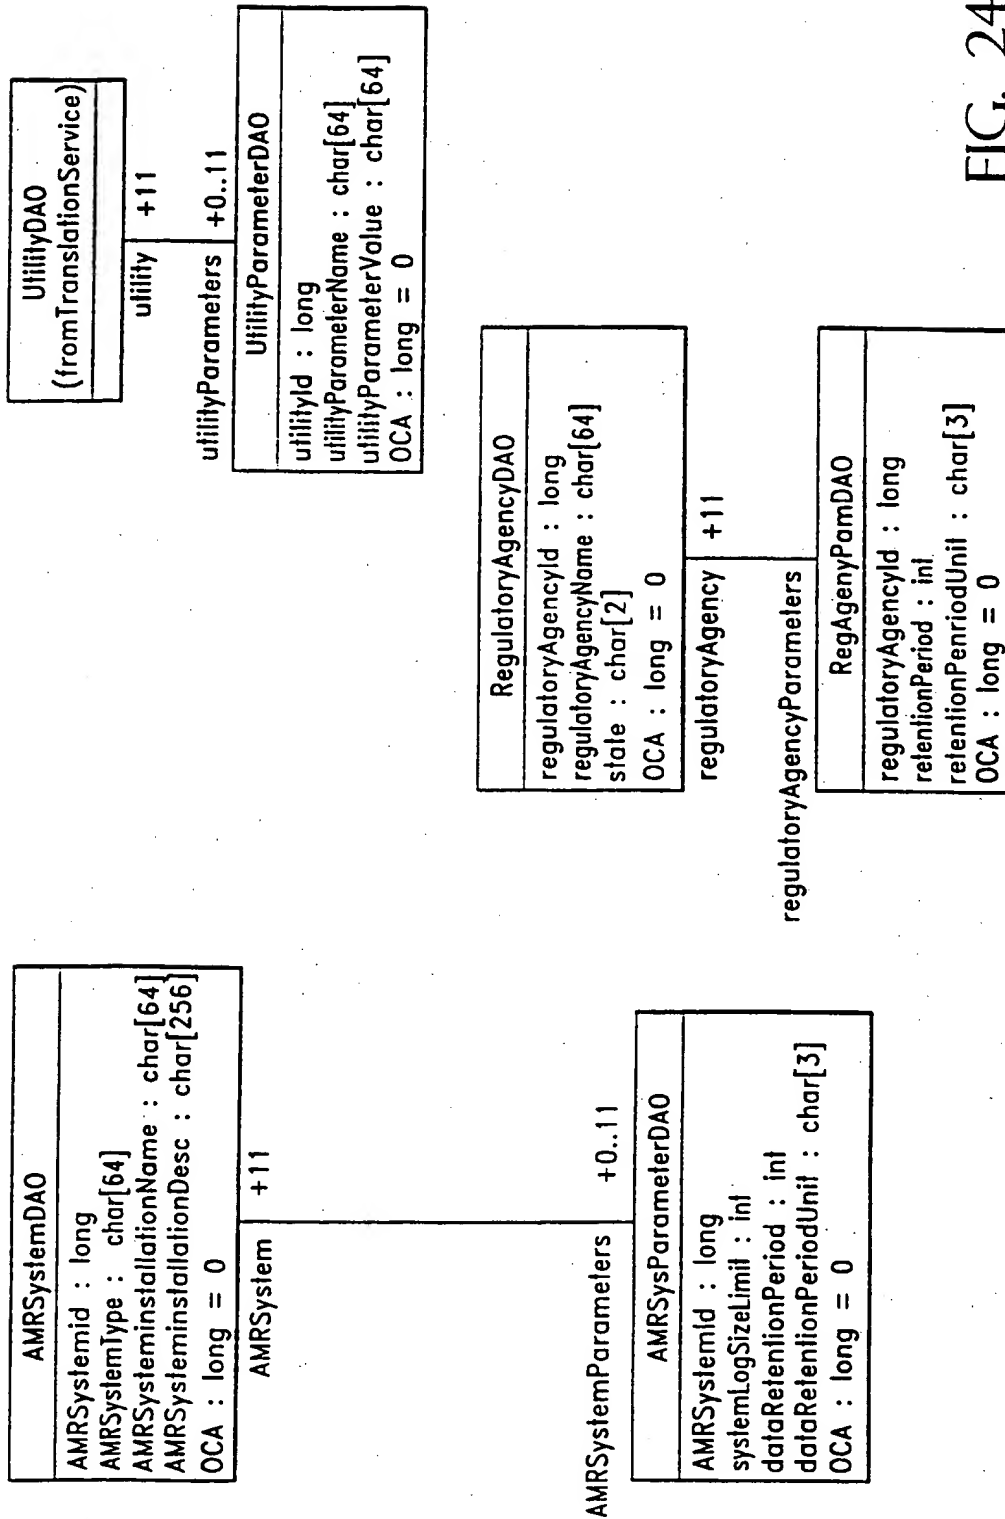 AMRSystemDAO
AMRSystemid : long
AMRSystemType : char[64]
AMRSysteminstallationName : char[64]
AMRSysteminstallationDesc : char[256]
OCA : long = 0
AMRSystem +11
AMRSystemParameters +0..11
AMRSysParameterDAO
AMRSystemId : long
systemLogSizeLimit : int
dataRetentionPeriod : int
dataRetentionPeriodUnit : char[3]
OCA : long = 0
UtilityDAO
(fromTranslationService)
utility +11
utilityParameters +0..11
UtilityParameterDAO
utilityId : long
utilityParameterName : char[64]
utilityParameterValue : char[64]
OCA : long = 0
RegulatoryAgencyDAO
regulatoryAgencyId : long
regulatoryAgencyName : char[64]
state : char[2]
OCA : long = 0
regulatoryAgency +11
regulatoryAgencyParameters
RegAgenyPamDAO
regulatoryAgencyId : long
retentionPeriod : int
retentionPenriodUnit : char[3]
OCA : long = 0
FIG. 24